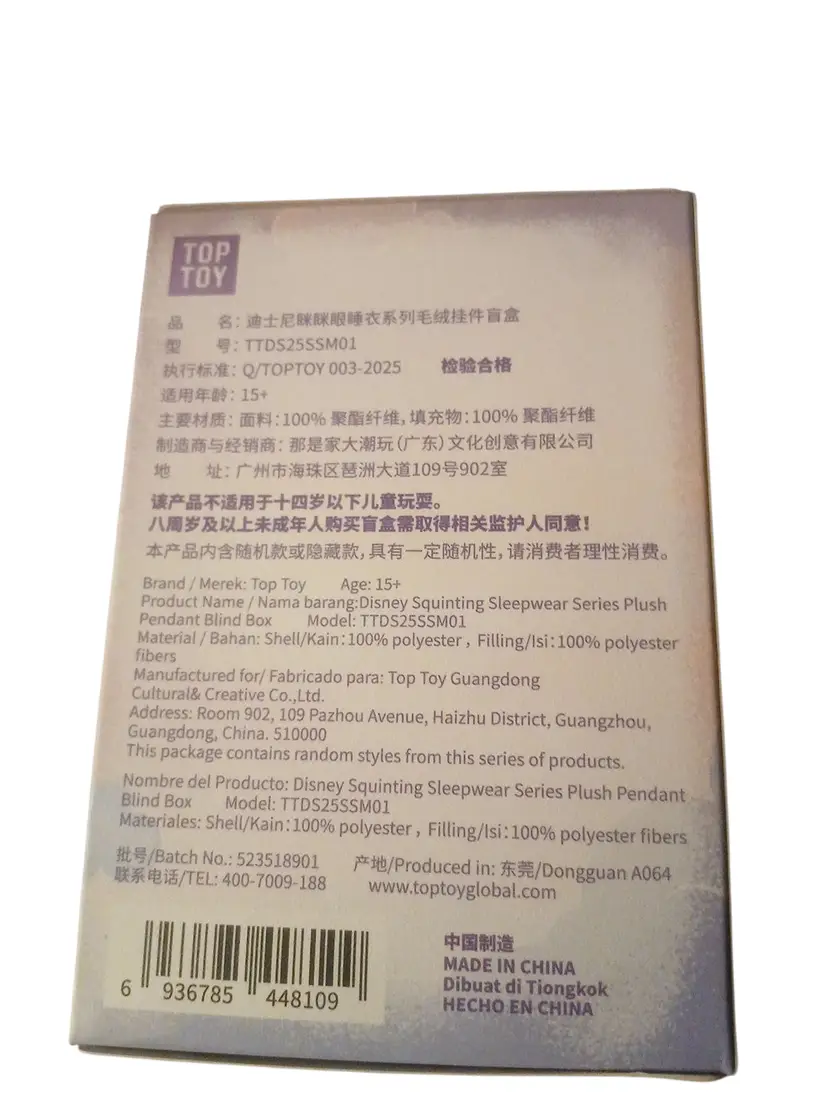 TOP
TOY
品 名：迪士尼眯眯眼睡衣系列毛绒挂件盲盒
型 号：TTDS25SSM01
执行标准：Q/TOPTOY 003-2025 检验合格
适用年龄：15+
主要材质：面料：100% 聚酯纤维，填充物：100% 聚酯纤维
制造商与经销商：那是家大潮玩（广东）文化创意有限公司
地 址：广州市海珠区琶洲大道109号902室
该产品不适用于十四岁以下儿童玩耍。
八周岁及以上未成年人购买盲盒需取得相关监护人同意！
本产品内含随机款或隐藏款，具有一定随机性，请消费者理性消费。
Brand / Merek: Top Toy Age: 15+
Product Name / Nama barang:Disney Squinting Sleepwear Series Plush
Pendant Blind Box Model: TTDS25SSM01
Material / Bahan: Shell/Kain：100% polyester , Filling/Isi：100% polyester
fibers
Manufactured for/ Fabricado para: Top Toy Guangdong
Cultural& Creative Co.,Ltd.
Address: Room 902, 109 Pazhou Avenue, Haizhu District, Guangzhou,
Guangdong, China. 510000
This package contains random styles from this series of products.
Nombre del Producto: Disney Squinting Sleepwear Series Plush Pendant
Blind Box Model: TTDS25SSM01
Materiales: Shell/Kain：100% polyester , Filling/Isi：100% polyester fibers
批号/Batch No.: 523518901 产地/Produced in: 东莞/Dongguan A064
联系电话/TEL: 400-7009-188 www.toptoyglobal.com
中国制造
MADE IN CHINA
Dibuat di Tiongkok
HECHO EN CHINA
6 936785 448109